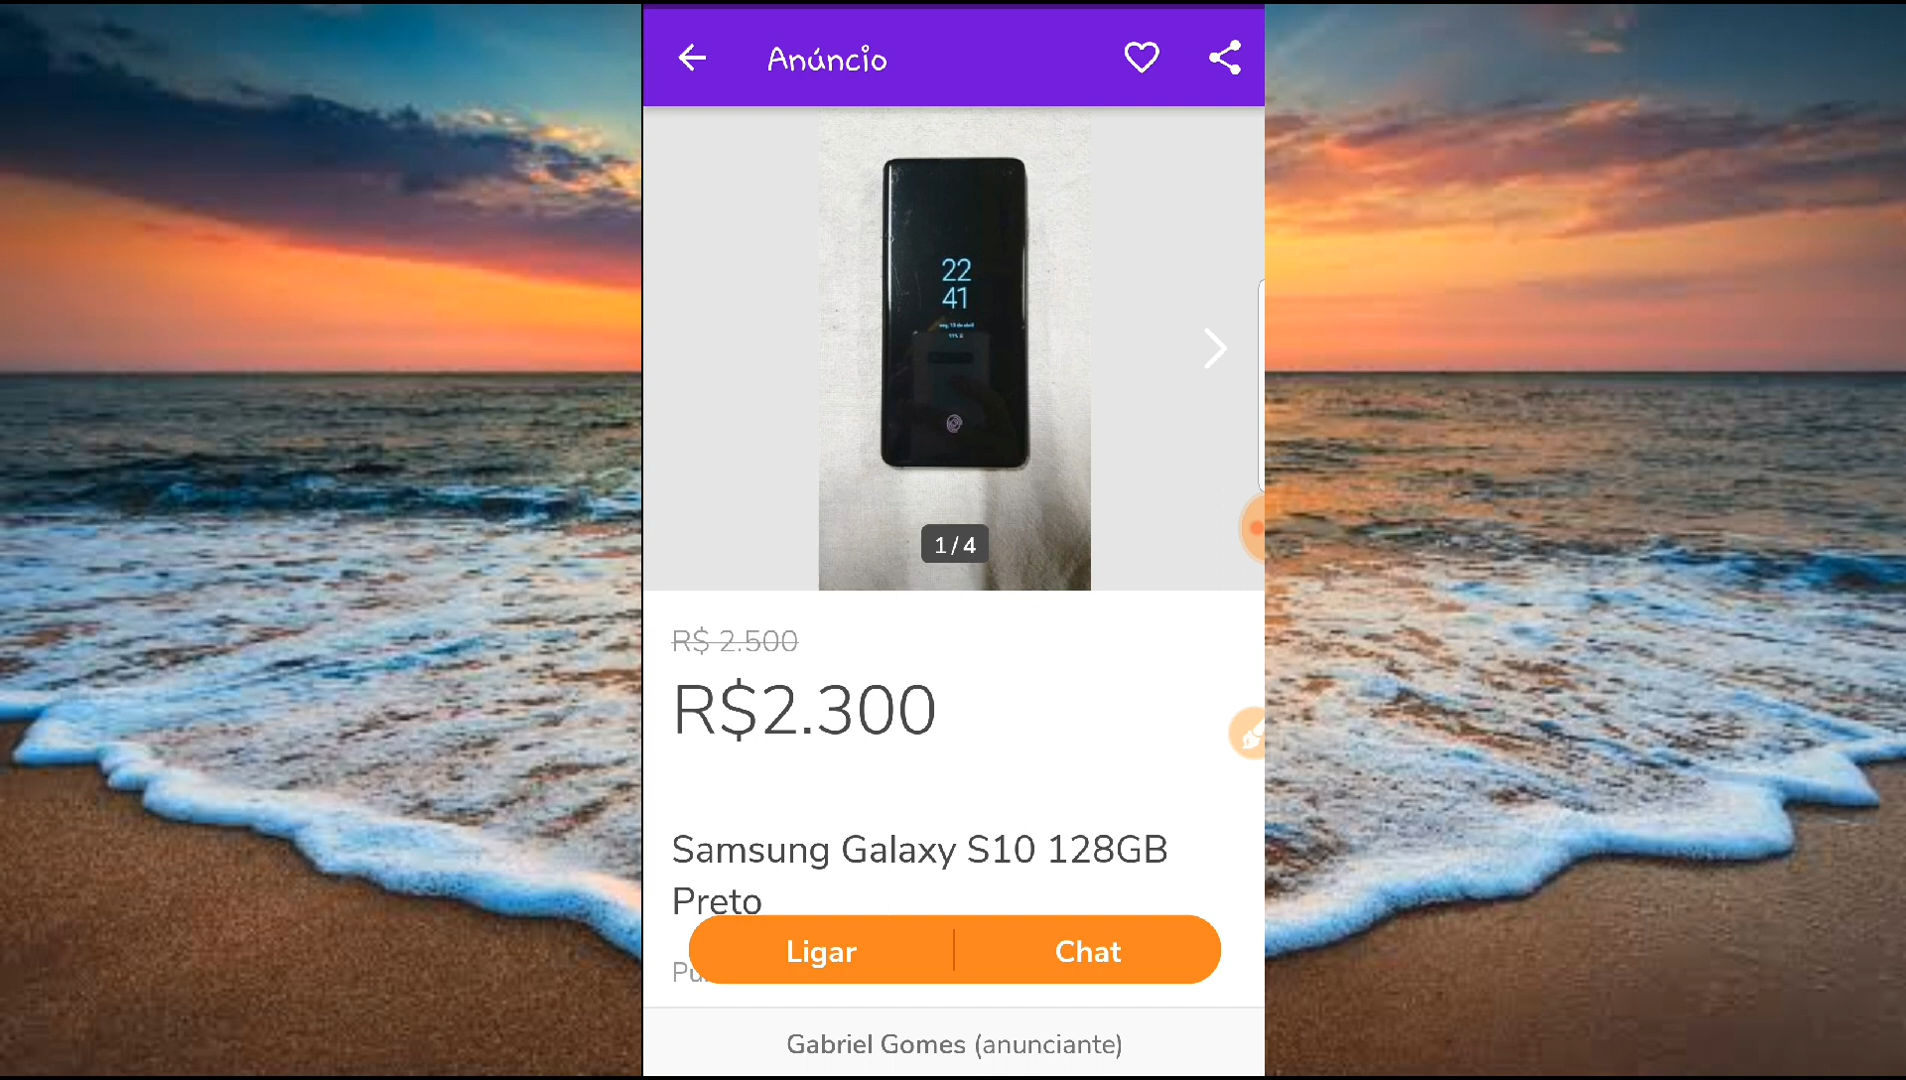 Anúncio
22
41
1/4
R$ 2.500
R$2.300
Samsung Galaxy S10 128GB
Preto
Ligar
Chat
Gabriel Gomes (anunciante)